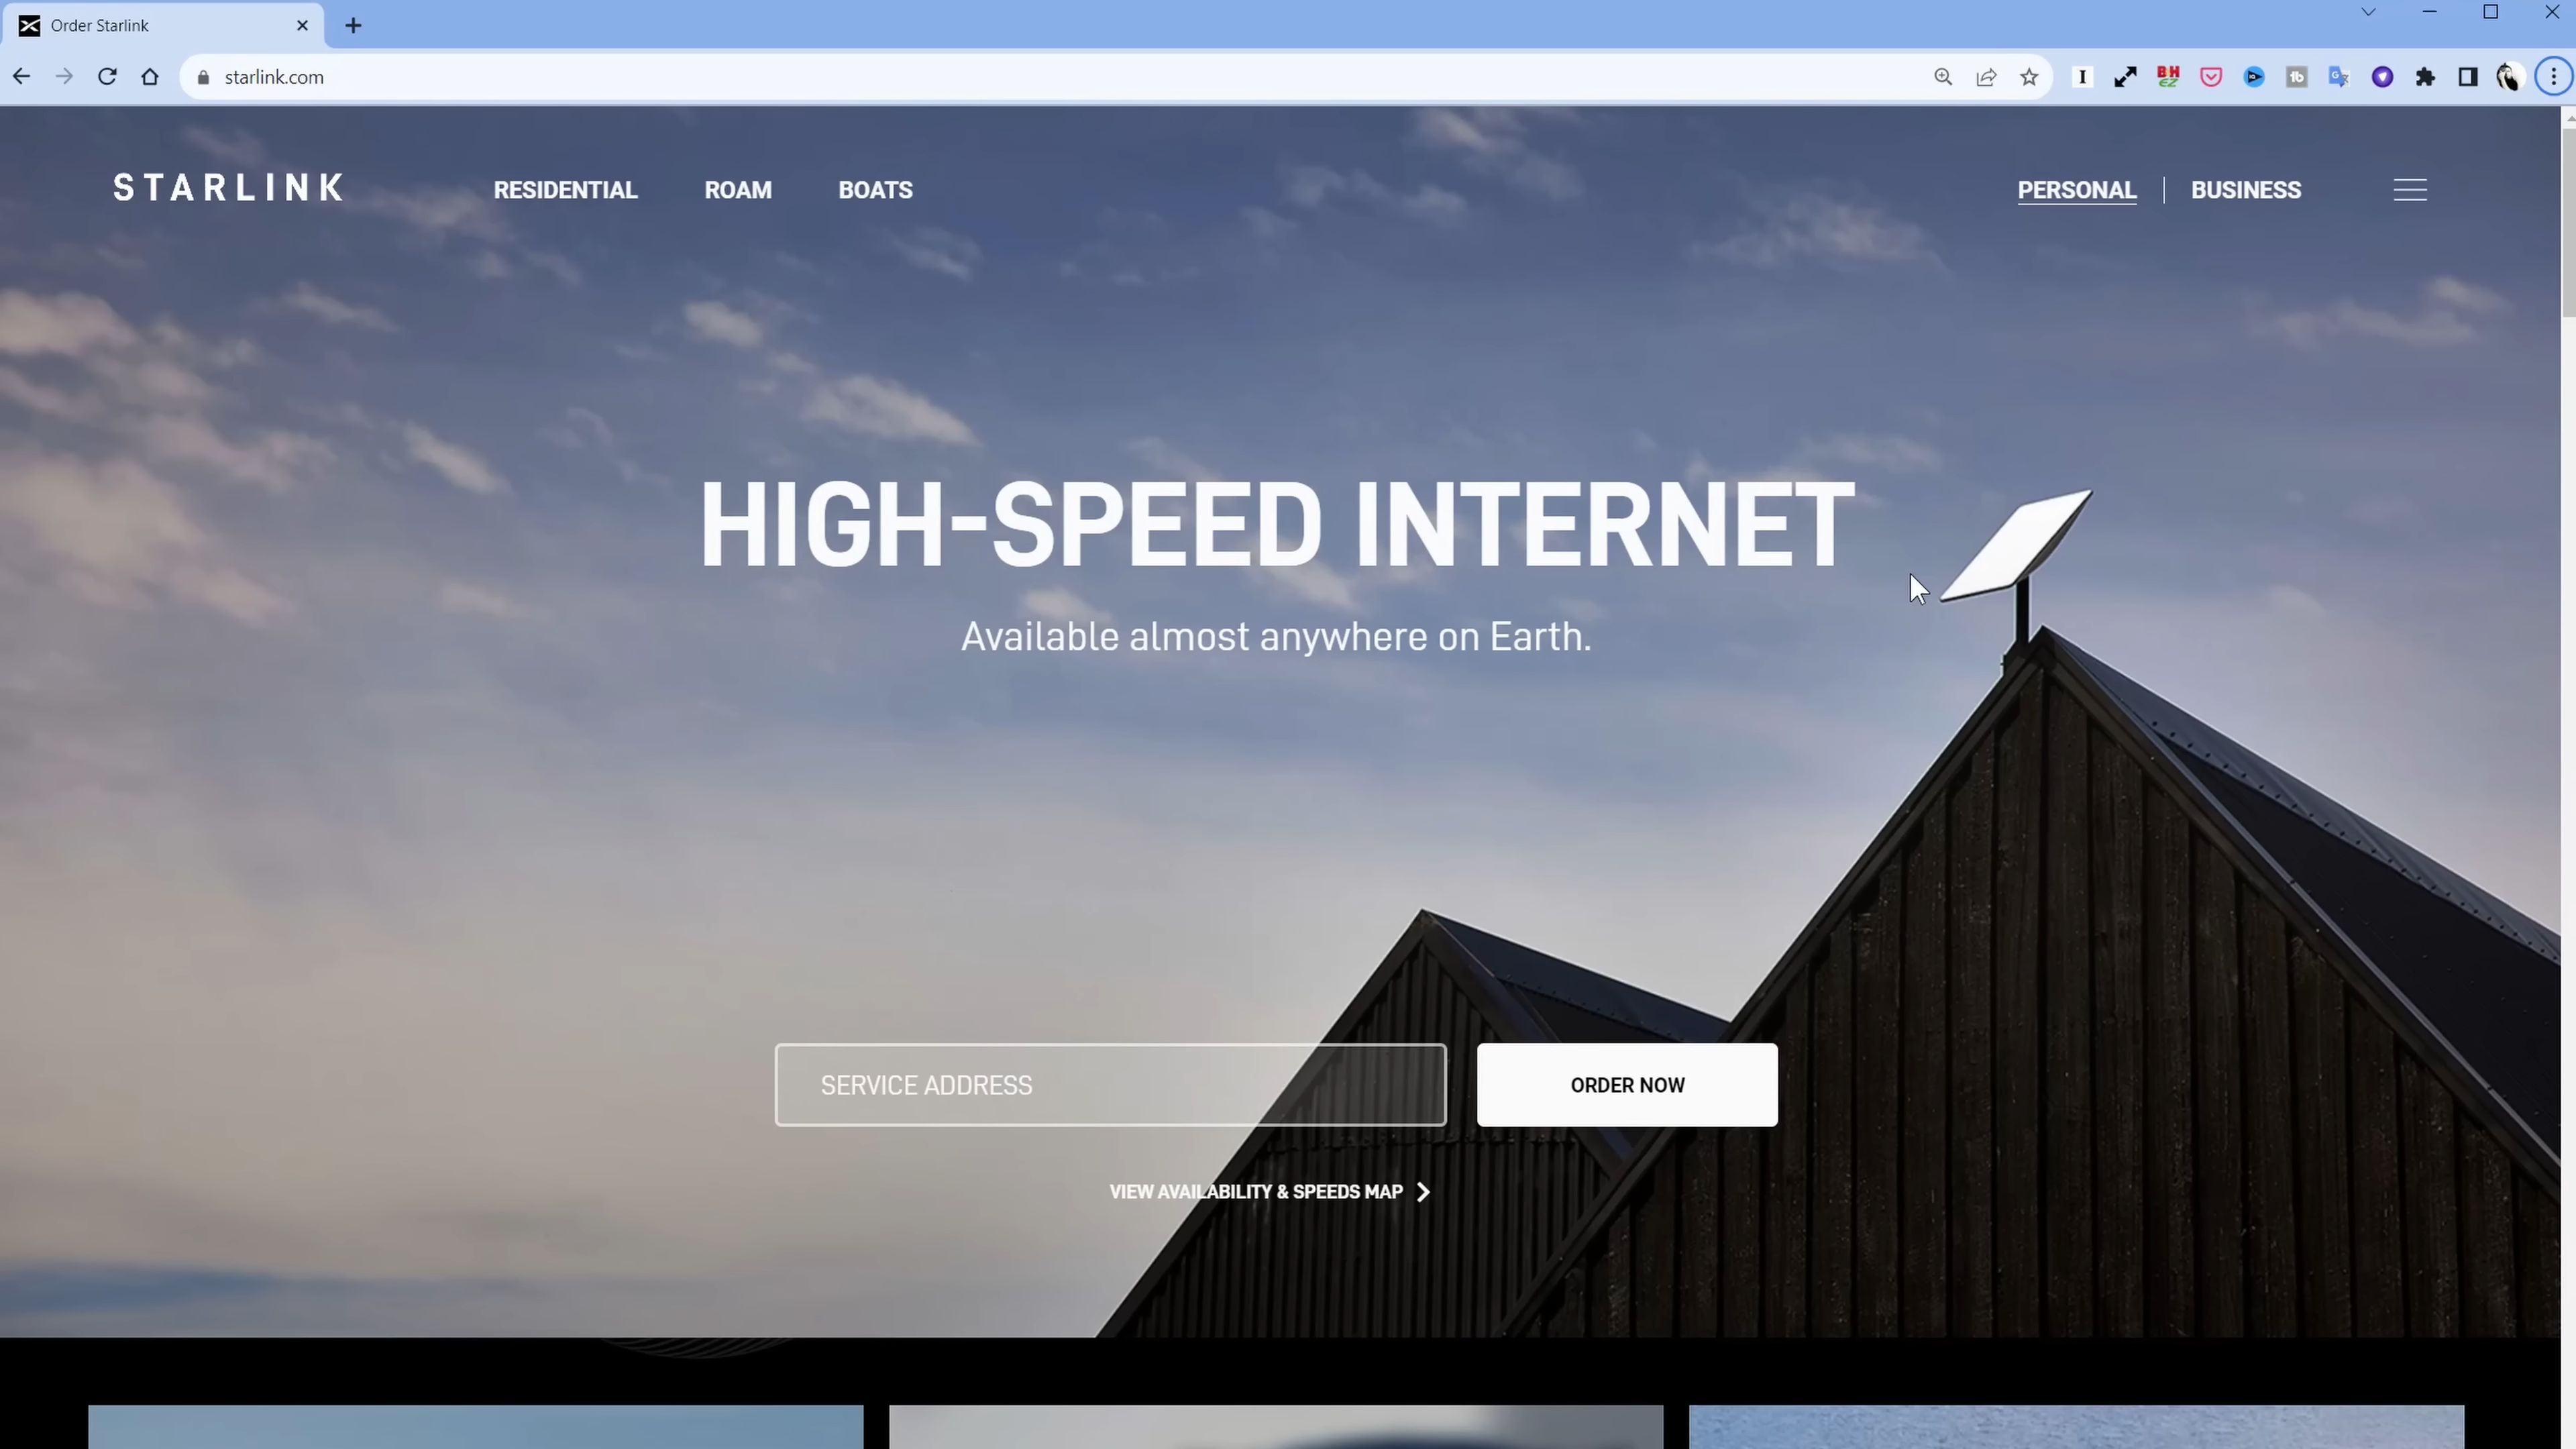 Order Starlink
starlink.com
STARLINK
RESIDENTIAL
ROAM
BOATS
PERSONAL
BUSINESS
HIGH-SPEED INTERNET
Available almost anywhere on Earth.
SERVICE ADDRESS
ORDER NOW
VIEW AVAILABILITY & SPEEDS MAP